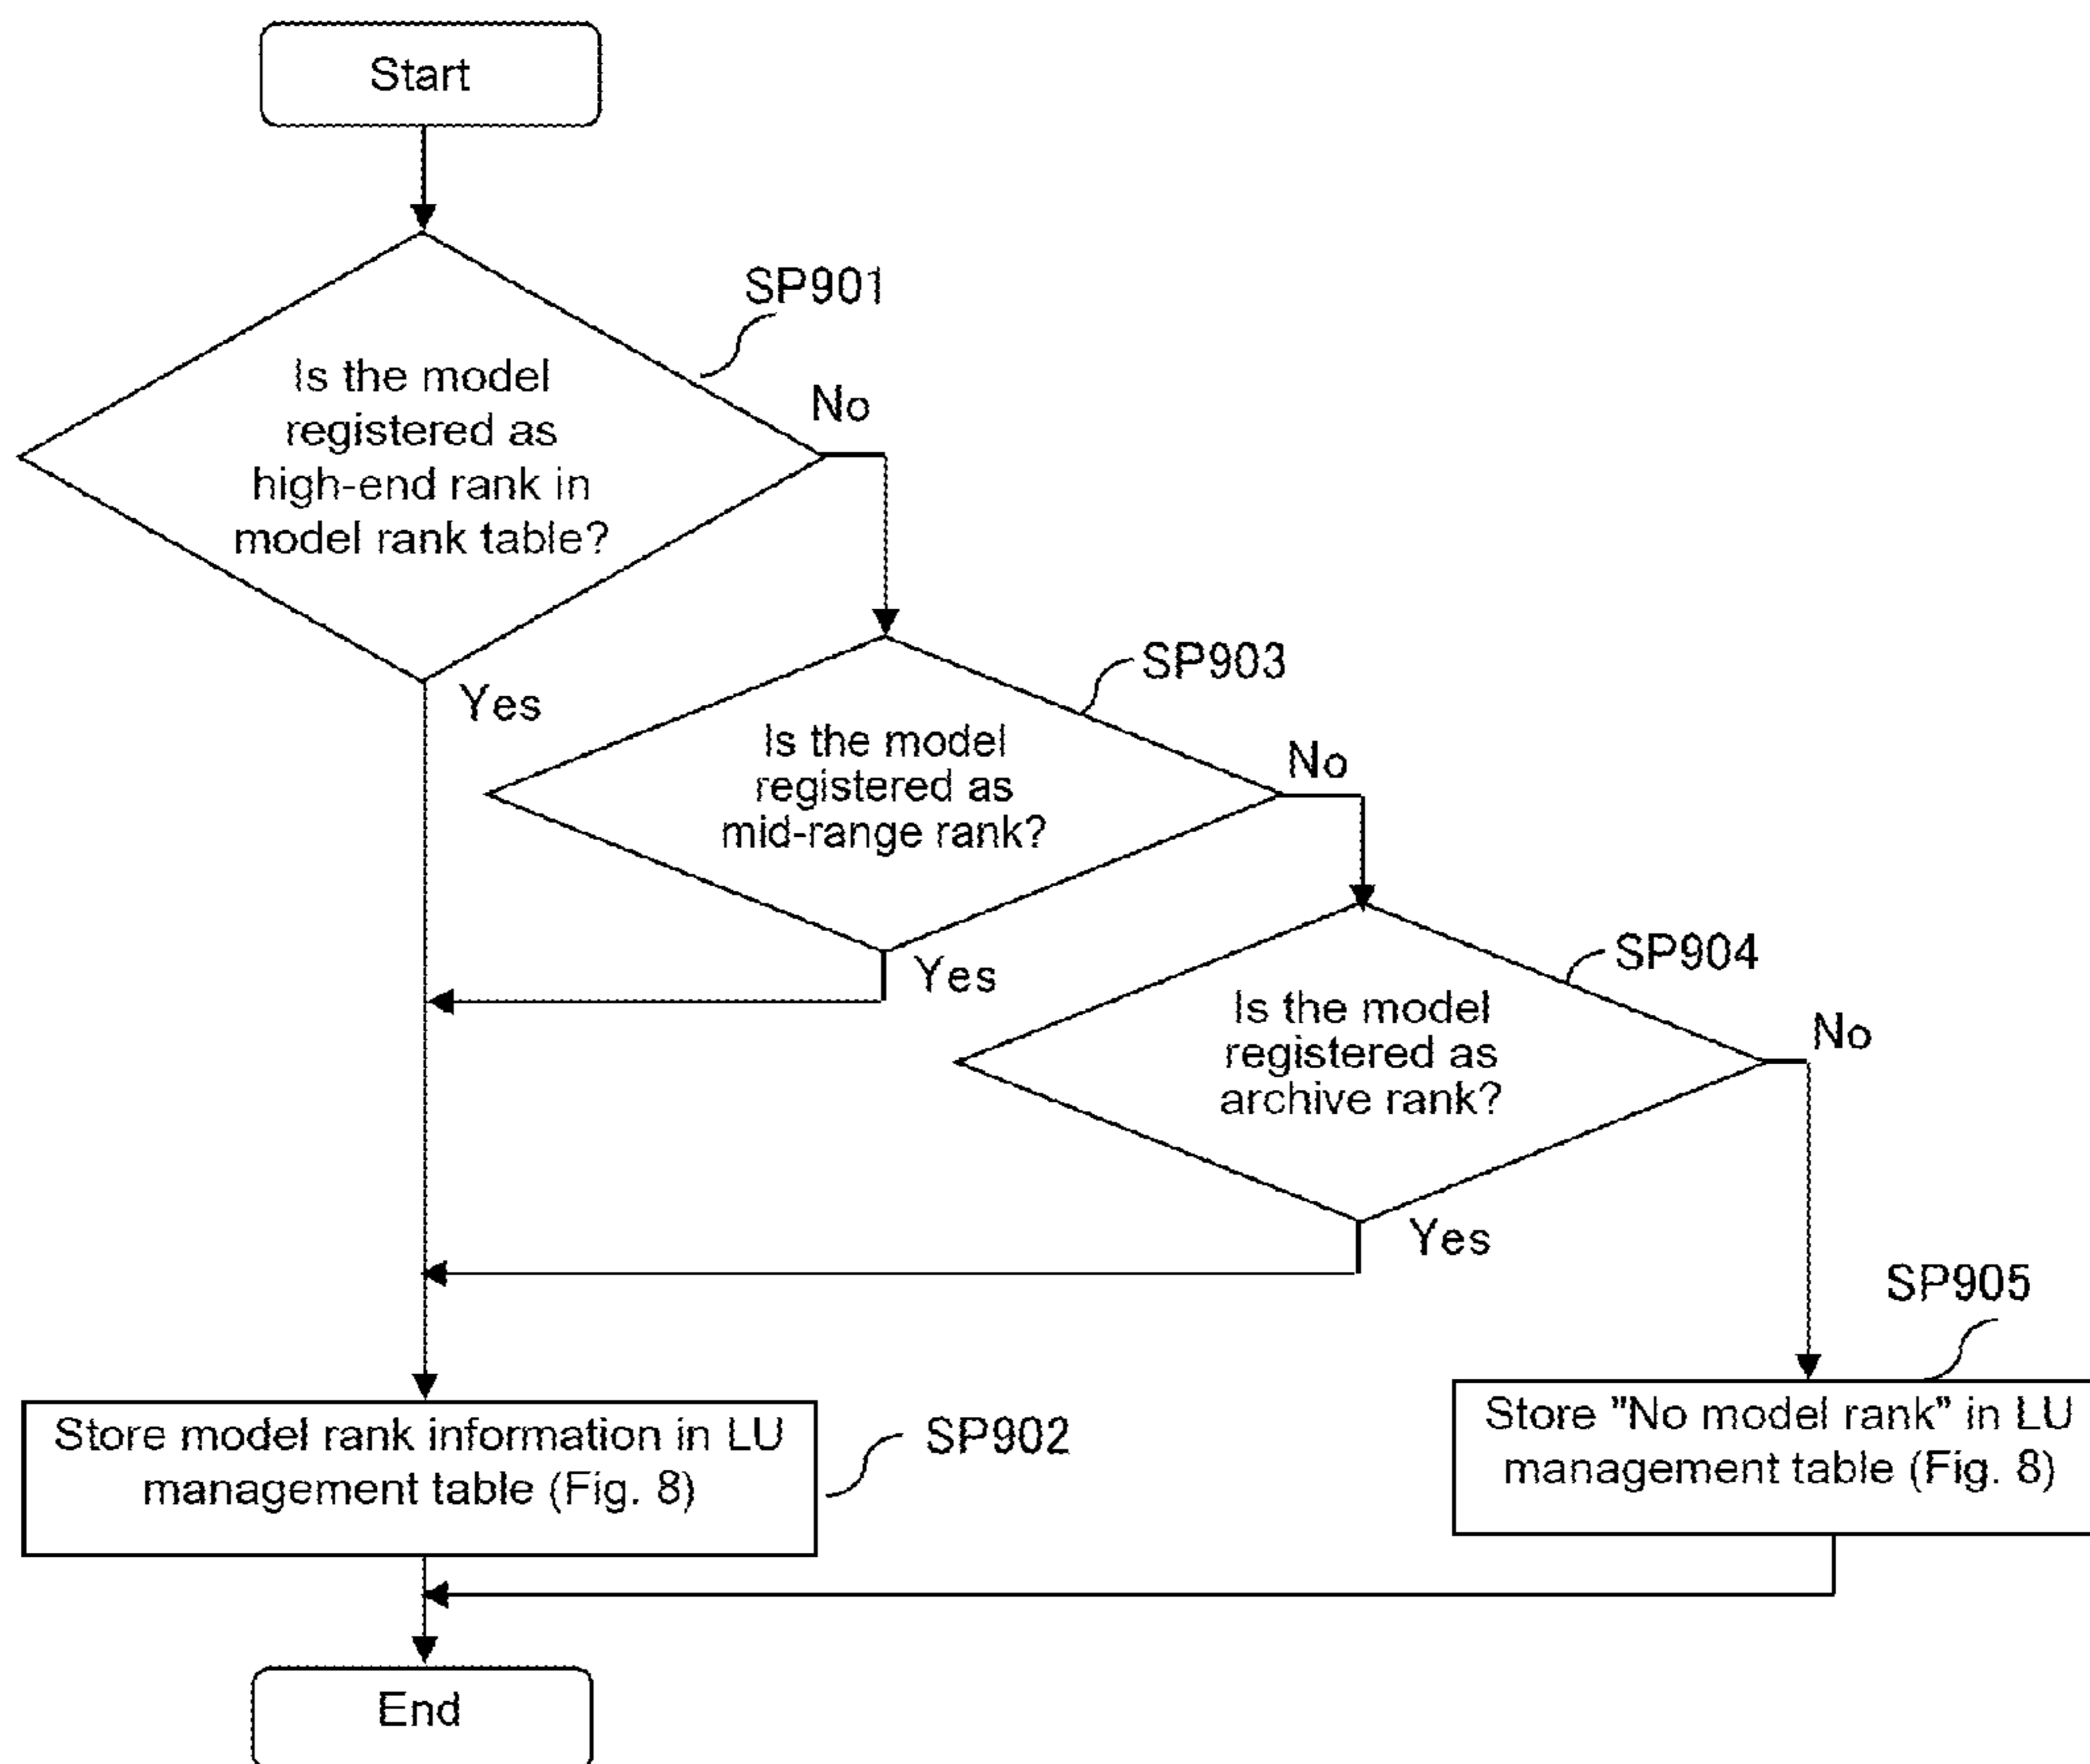 Start
SP901
Is the model
registered as
high-end rank in
model rank table?
No
Yes
SP903
Is the model
registered as
mid-range rank?
No
Yes
SP904
Is the model
registered as
archive rank?
No
Yes
SP905
Store model rank information in LU
management table (Fig. 8)
SP902
Store "No model rank" in LU
management table (Fig. 8)
End